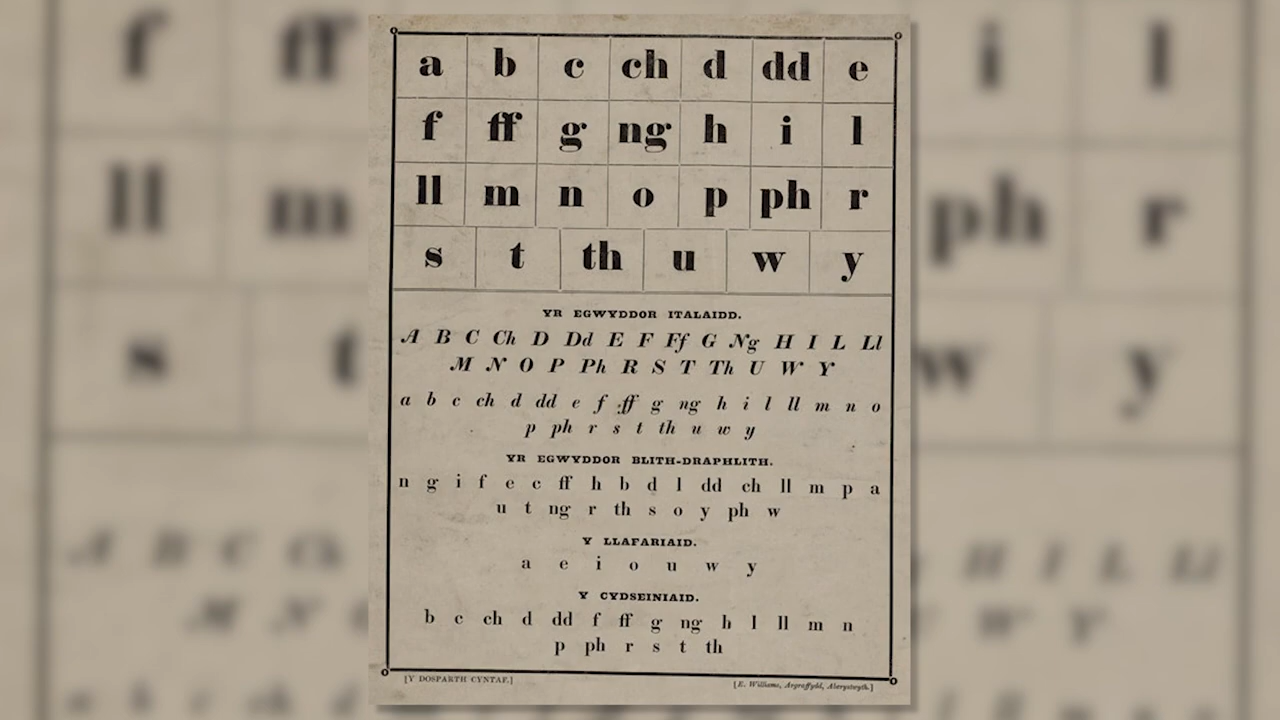 a b c ch d dd e
f ff g ng h i l
ll m n o p ph r
s t th u w y
YR EGWYDDOR ITALAIDD.
A B C Ch D Dd E F Ff G Ng H I L Ll
M N O P Ph R S T Th U W Y
a b c ch d dd e f ff g ng h i l ll m n o
p ph r s t th u w y
YR EGWYDDOR BLITH-DRAPHLITH.
n g i f e c ff h b d l dd ch ll m p a
u t ng r th s o y ph w
Y LLAFARIAID.
a e i o u w y
Y CYDSEINIAID.
b c ch d dd f ff g ng h l ll m n
p ph r s t th
[Y DOSPARTH CYNTAF.]
[E. Williams, Argraffydd, Aberystwyth.]